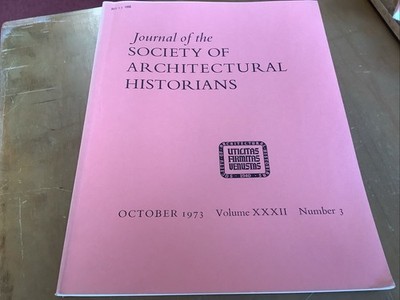 Journal of the
SOCIETY OF
ARCHITECTURAL
HISTORIANS
UTILITAS
FIRMITAS
VENUSTAS
OCTOBER 1973 Volume XXXII Number 3